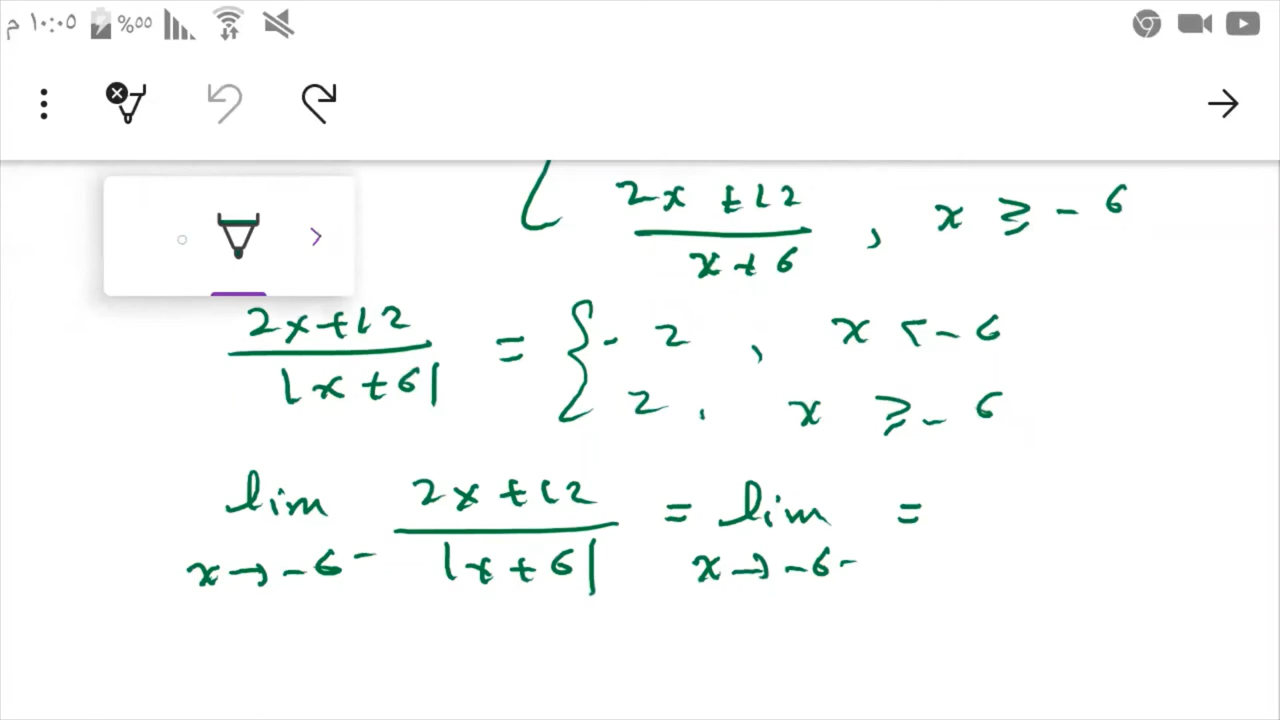 م ١٠:٠٥ %٥٥
{ 2x + 12 / x + 6 , x ≥ - 6
2x + 12 / |x + 6| = { - 2 , x < - 6
2 , x ≥ - 6
lim x → -6⁻ 2x + 12 / |x + 6| = lim x → -6⁻ =